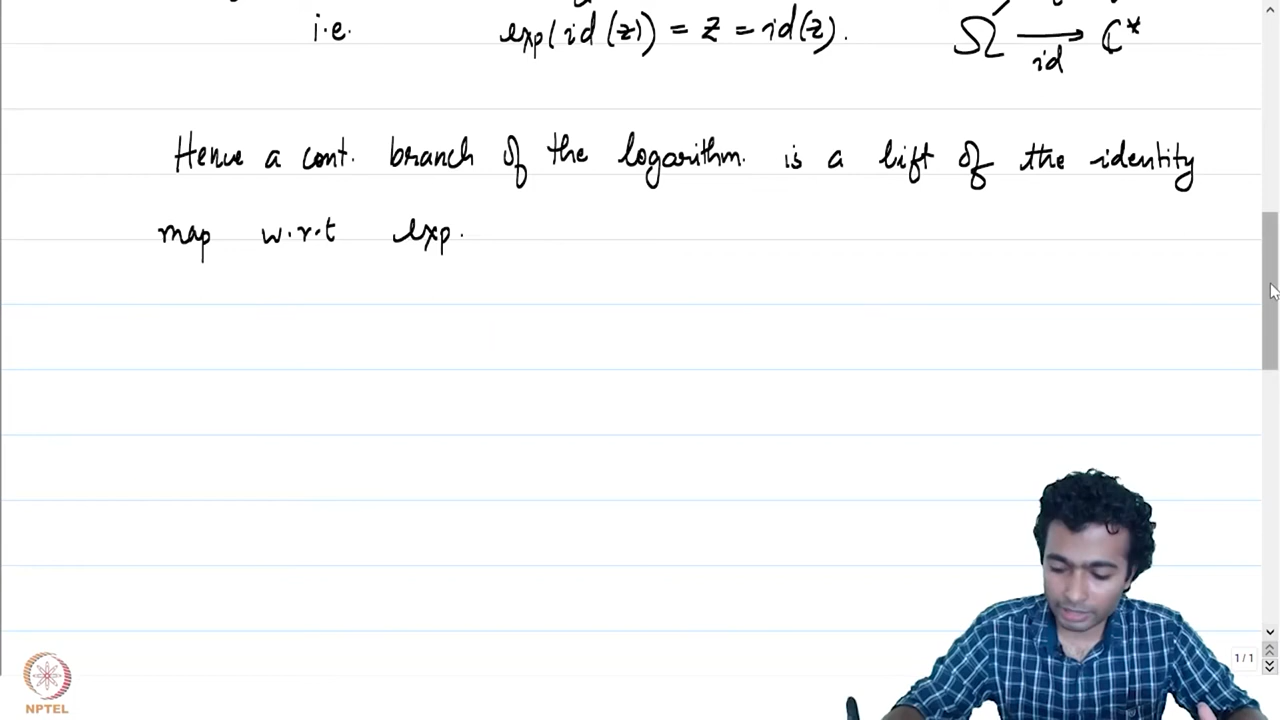 i.e. exp(id(z)) = z = id(z). Ω → ℂ*
id
Hence a cont. branch of the logarithm. is a lift of the identity
map w.r.t exp.
1/1
NPTEL